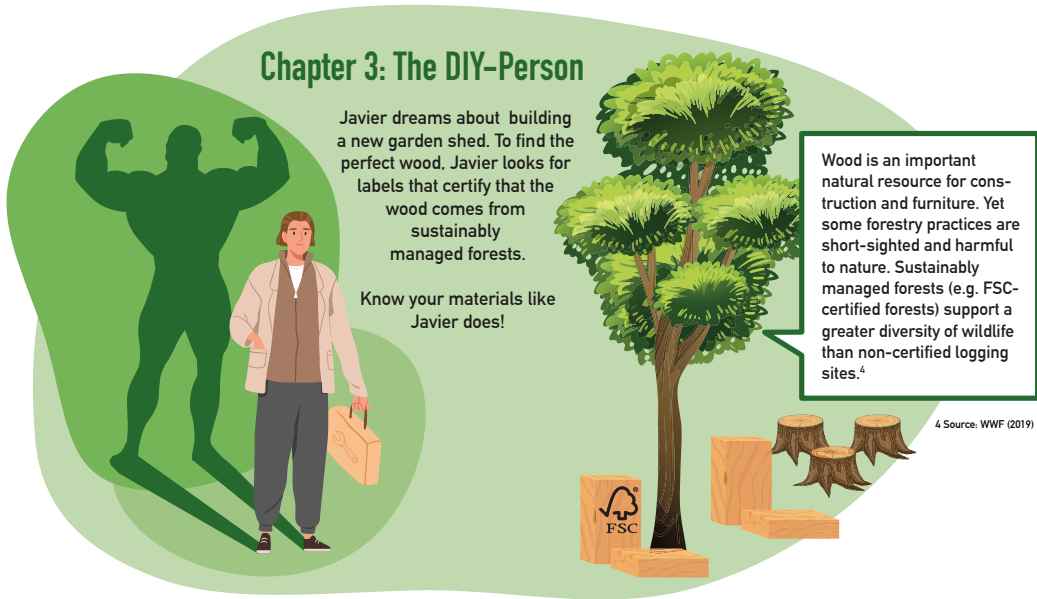 Chapter 3: The DIY-Person
Javier dreams about building
a new garden shed. To find the
perfect wood, Javier looks for
labels that certify that the
wood comes from
sustainably
managed forests.
Know your materials like
Javier does!
Wood is an important
natural resource for cons-
truction and furniture. Yet
some forestry practices are
short-sighted and harmful
to nature. Sustainably
managed forests (e.g. FSC-
certified forests) support a
greater diversity of wildlife
than non-certified logging
sites.⁴
4 Source: WWF (2019)
®
FSC